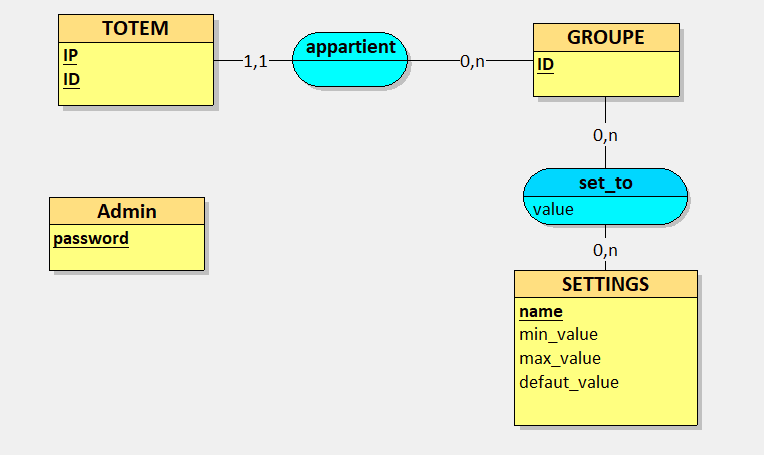 TOTEM
IP
ID
1,1
appartient
0,n
GROUPE
ID
0,n
set_to
value
0,n
Admin
password
SETTINGS
name
min_value
max_value
defaut_value